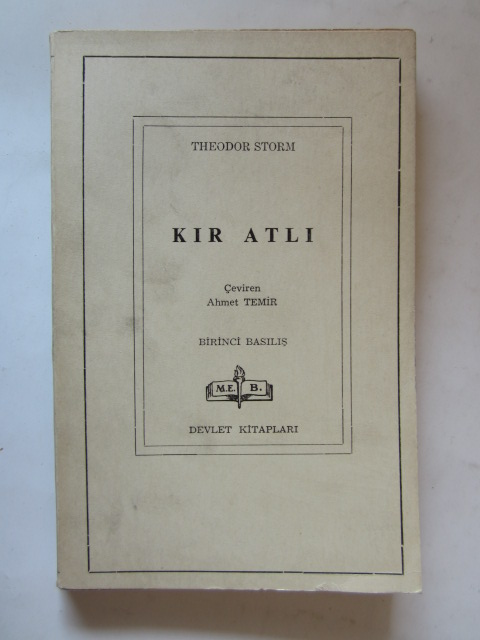 THEODOR STORM
KIR ATLI
Çeviren
Ahmet TEMİR
BİRİNCİ BASILIŞ
M.E. B.
DEVLET KİTAPLARI